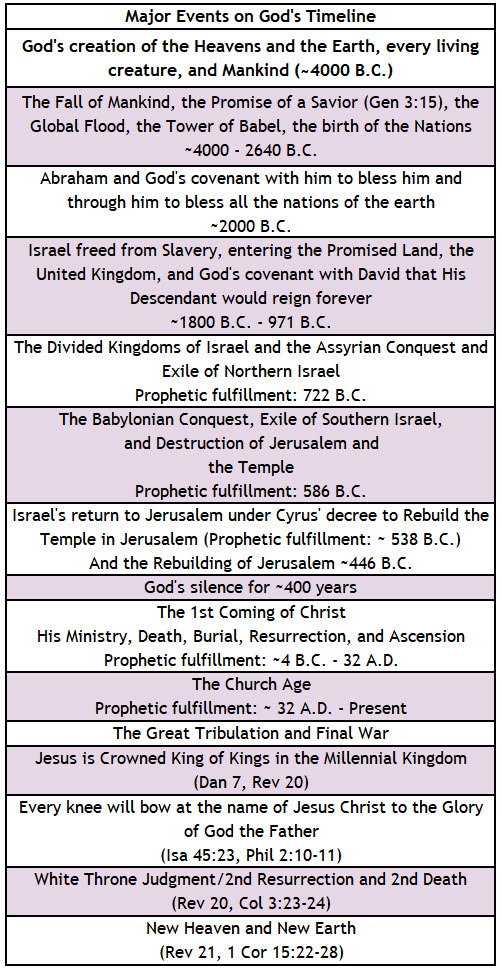 Major Events on God's Timeline
God's creation of the Heavens and the Earth, every living
creature, and Mankind (~4000 B.C.)
The Fall of Mankind, the Promise of a Savior (Gen 3:15), the
Global Flood, the Tower of Babel, the birth of the Nations
~4000 - 2640 B.C.
Abraham and God's covenant with him to bless him and
through him to bless all the nations of the earth
~2000 B.C.
Israel freed from Slavery, entering the Promised Land, the
United Kingdom, and God's covenant with David that His
Descendant would reign forever
~1800 B.C. - 971 B.C.
The Divided Kingdoms of Israel and the Assyrian Conquest and
Exile of Northern Israel
Prophetic fulfillment: 722 B.C.
The Babylonian Conquest, Exile of Southern Israel,
and Destruction of Jerusalem and
the Temple
Prophetic fulfillment: 586 B.C.
Israel's return to Jerusalem under Cyrus' decree to Rebuild the
Temple in Jerusalem (Prophetic fulfillment: ~ 538 B.C.)
And the Rebuilding of Jerusalem ~446 B.C.
God's silence for ~400 years
The 1st Coming of Christ
His Ministry, Death, Burial, Resurrection, and Ascension
Prophetic fulfillment: ~4 B.C. - 32 A.D.
The Church Age
Prophetic fulfillment: ~ 32 A.D. - Present
The Great Tribulation and Final War
Jesus is Crowned King of Kings in the Millennial Kingdom
(Dan 7, Rev 20)
Every knee will bow at the name of Jesus Christ to the Glory
of God the Father
(Isa 45:23, Phil 2:10-11)
White Throne Judgment/2nd Resurrection and 2nd Death
(Rev 20, Col 3:23-24)
New Heaven and New Earth
(Rev 21, 1 Cor 15:22-28)